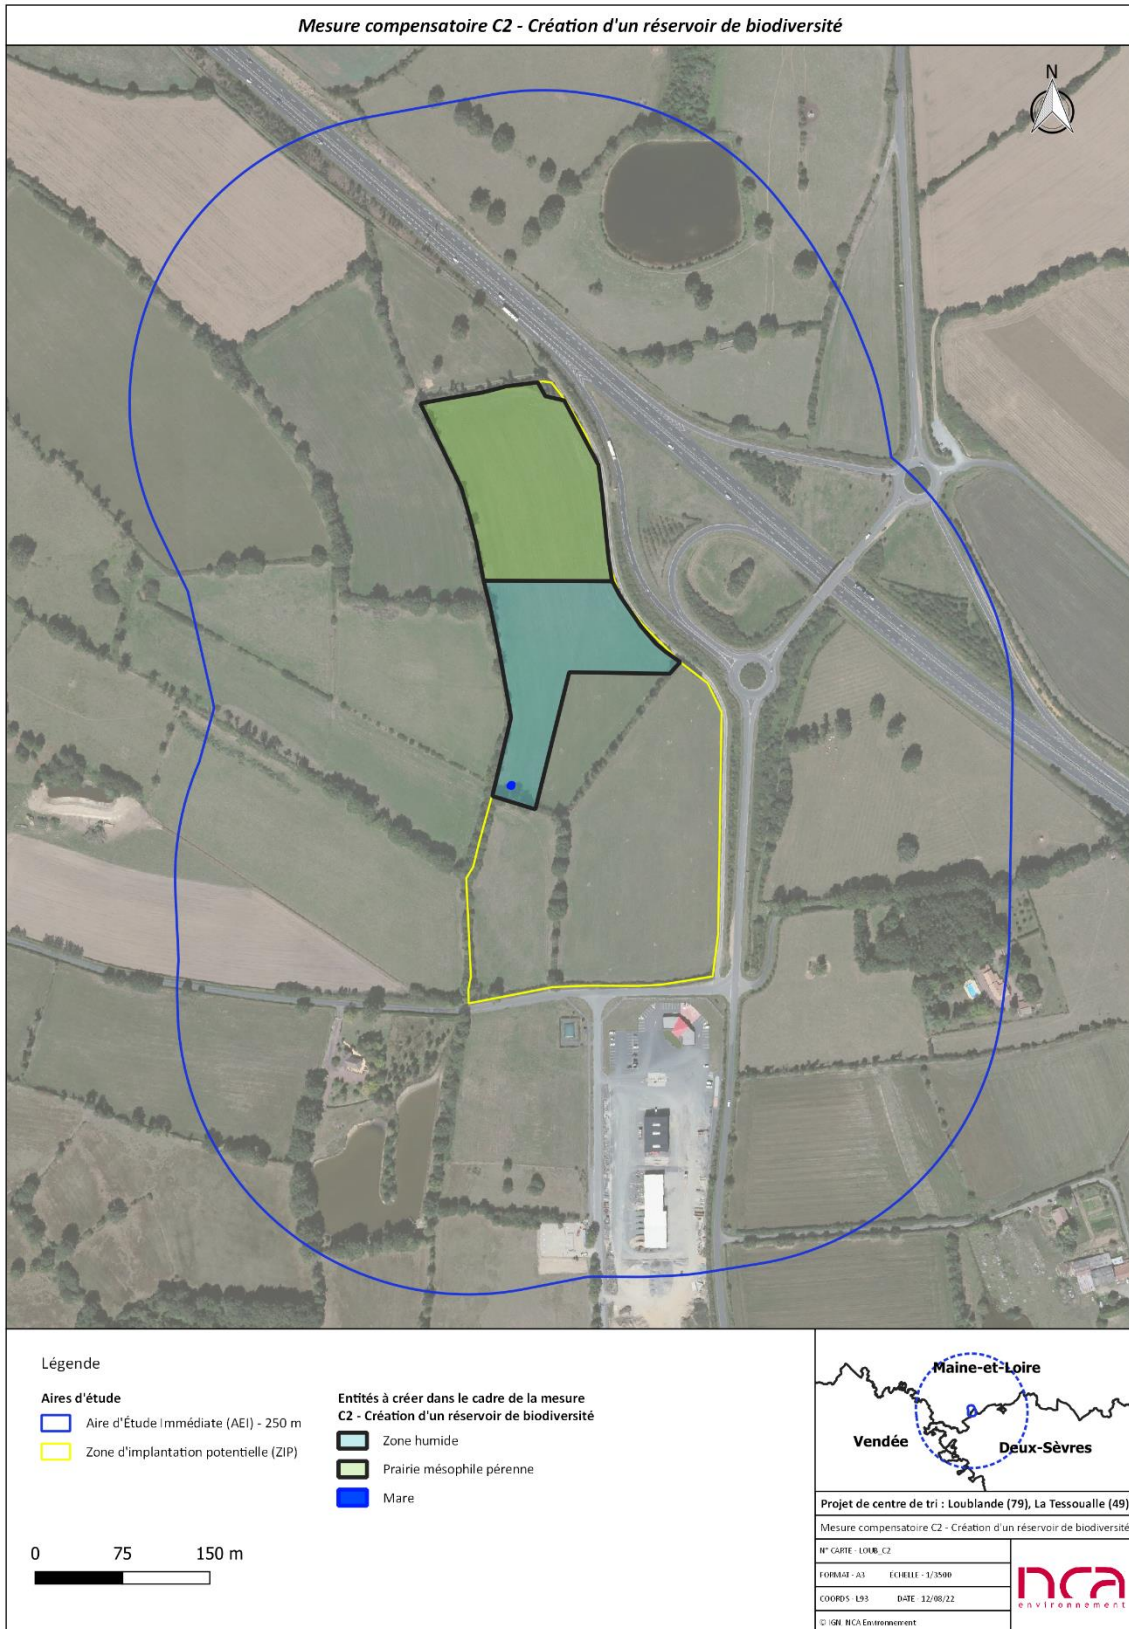 Mesure compensatoire C2 - Création d'un réservoir de biodiversité
N
Légende
Aires d'étude
Aire d'Étude Immédiate (AEI) - 250 m
Zone d'implantation potentielle (ZIP)
Entités à créer dans le cadre de la mesure
C2 - Création d'un réservoir de biodiversité
Zone humide
Prairie mésophile pérenne
Mare
0 75 150 m
Maine-et-Loire
Vendée
Deux-Sèvres
Projet de centre de tri : Loublande (79), La Tessoualle (49)
Mesure compensatoire C2 - Création d'un réservoir de biodiversité
N° CARTE - LOUB_C2
FORMAT - A3 ÉCHELLE - 1/3500
COORDS - L93 DATE - 12/08/22
© IGN NCA Environnement
nca
environnement